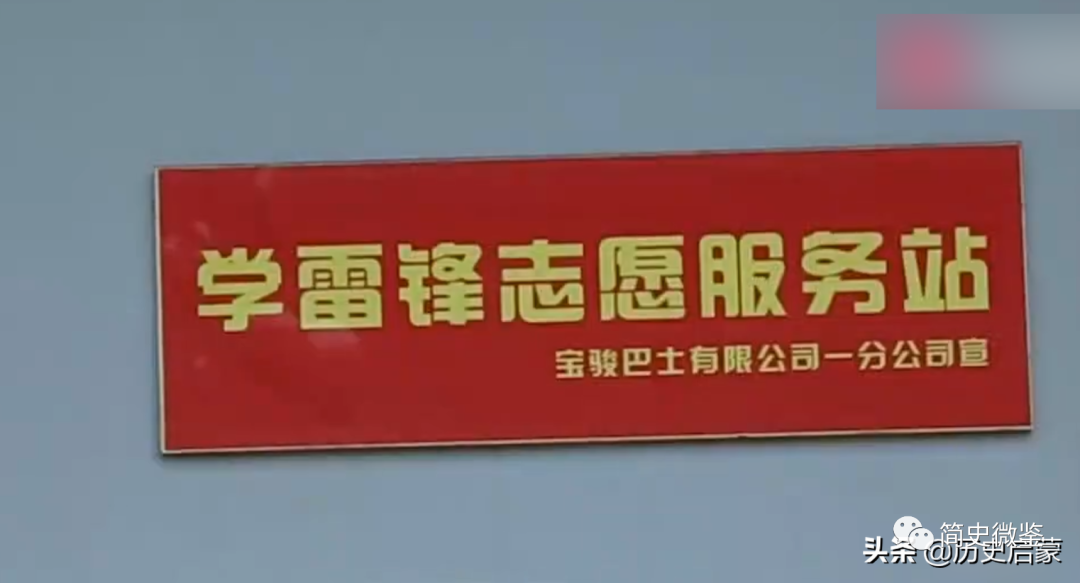 学雷锋志愿服务站
宝骏巴士有限公司一分公司宣
简史微鉴
头条 @历史启蒙